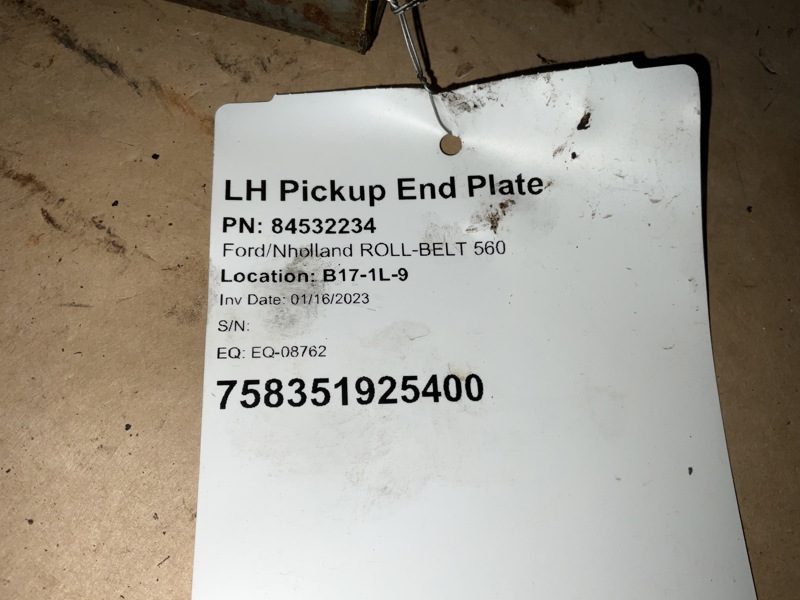 LH Pickup End Plate
PN: 84532234
Ford/Nholland ROLL-BELT 560
Location: B17-1L-9
Inv Date: 01/16/2023
S/N:
EQ: EQ-08762
758351925400